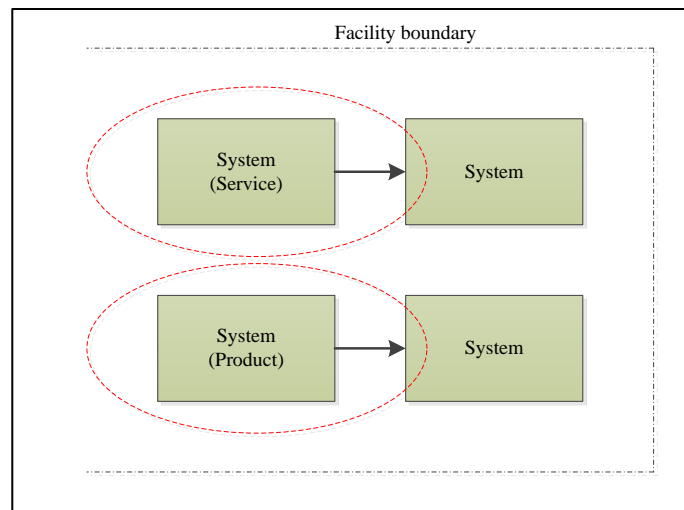 Facility boundary
System
(Service)
System
System
(Product)
System